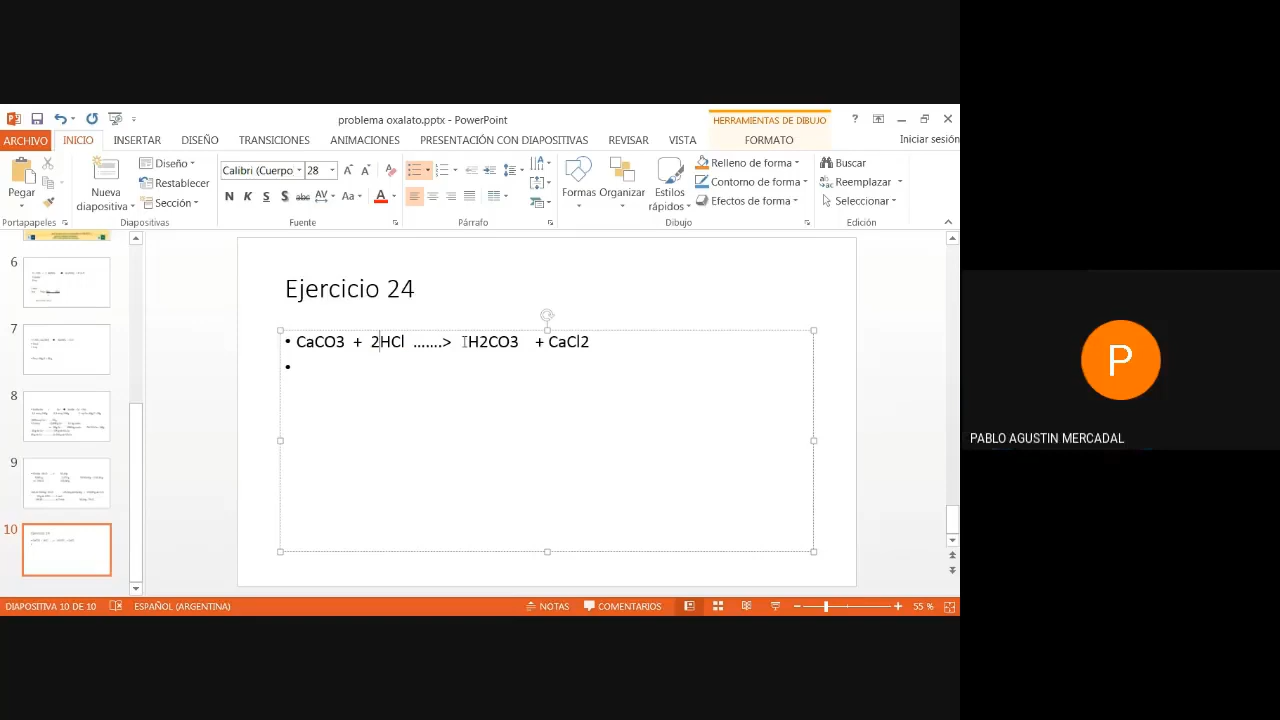 problema oxalato.pptx - PowerPoint
HERRAMIENTAS DE DIBUJO
ARCHIVO INICIO INSERTAR DISEÑO TRANSICIONES ANIMACIONES PRESENTACIÓN CON DIAPOSITIVAS REVISAR VISTA FORMATO Iniciar sesión
Pegar
Portapapeles
Nueva diapositiva
Diseño
Restablecer
Sección
Diapositivas
Calibri (Cuerpo 28
N K S S abc AV Aa A
Fuente
Párrafo
Formas Organizar Estilos rápidos
Relleno de forma
Contorno de forma
Efectos de forma
Dibujo
Buscar
Reemplazar
Seleccionar
Edición
6
7
8
9
10
Ejercicio 24
• CaCO3 + 2HCl .......> H2CO3 + CaCl2
•
PABLO AGUSTIN MERCADAL
P
DIAPOSITIVA 10 DE 10 ESPAÑOL (ARGENTINA) NOTAS COMENTARIOS 55 %